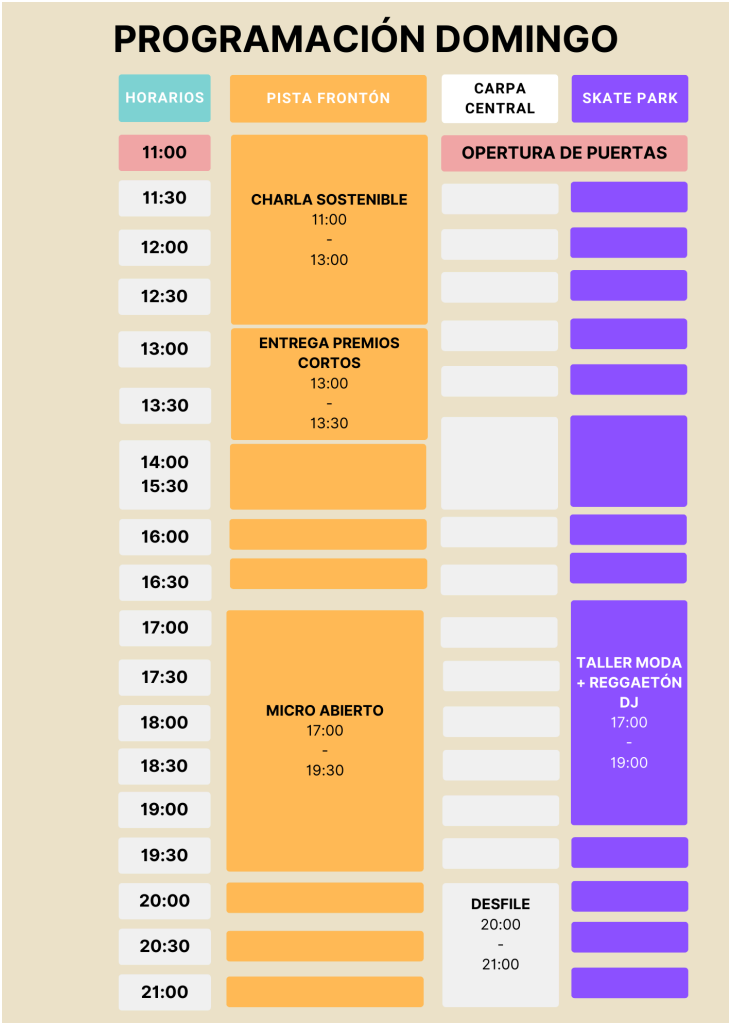 PROGRAMACIÓN DOMINGO
HORARIOS
PISTA FRONTÓN
CARPA
CENTRAL
SKATE PARK
11:00
OPERTURA DE PUERTAS
11:30
12:00
12:30
13:00
13:30
14:00
15:30
16:00
16:30
17:00
17:30
18:00
18:30
19:00
19:30
20:00
20:30
21:00
CHARLA SOSTENIBLE
11:00
-
13:00
ENTREGA PREMIOS
CORTOS
13:00
-
13:30
MICRO ABIERTO
17:00
-
19:30
DESFILE
20:00
-
21:00
TALLER MODA
+ REGGAETÓN
DJ
17:00
-
19:00